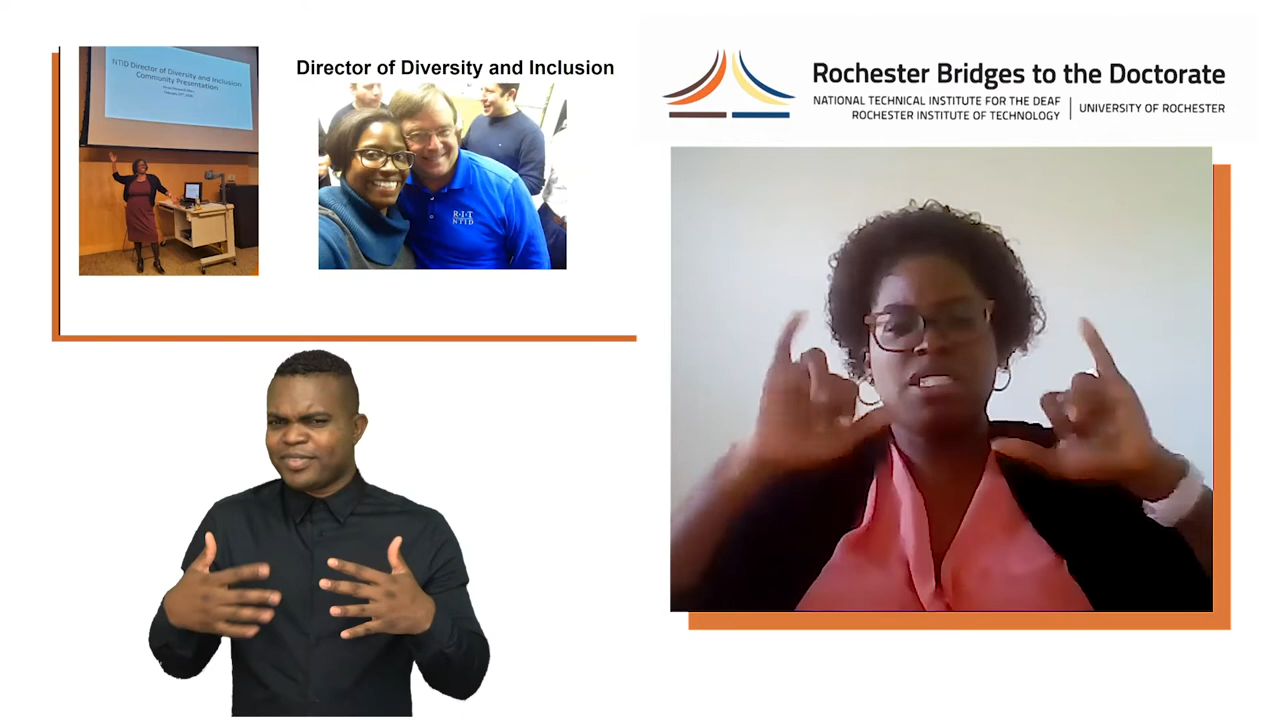 NTID Director of Diversity and Inclusion
Community Presentation
Director of Diversity and Inclusion
R·I·T
NTID
Rochester Bridges to the Doctorate
NATIONAL TECHNICAL INSTITUTE FOR THE DEAF
ROCHESTER INSTITUTE OF TECHNOLOGY
UNIVERSITY OF ROCHESTER